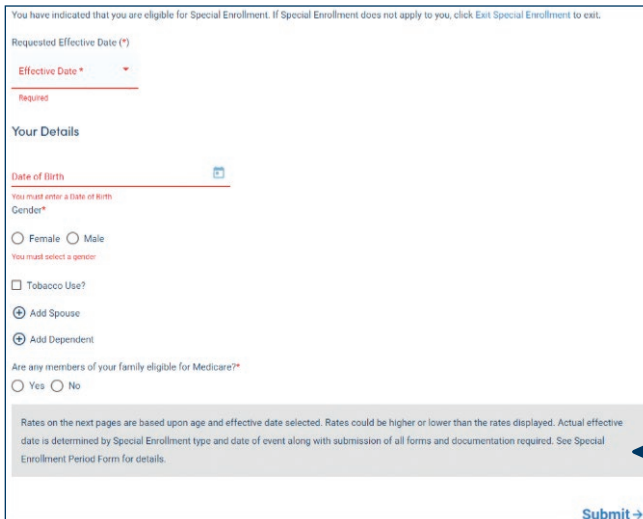 You have indicated that you are eligible for Special Enrollment. If Special Enrollment does not apply to you, click Exit Special Enrollment to exit.
Requested Effective Date (*)
Effective Date *
Required
Your Details
Date of Birth
You must enter a Date of Birth
Gender*
Female Male
You must select a gender
Tobacco Use?
Add Spouse
Add Dependent
Are any members of your family eligible for Medicare?*
Yes No
Rates on the next pages are based upon age and effective date selected. Rates could be higher or lower than the rates displayed. Actual effective
date is determined by Special Enrollment type and date of event along with submission of all forms and documentation required. See Special
Enrollment Period Form for details.
Submit